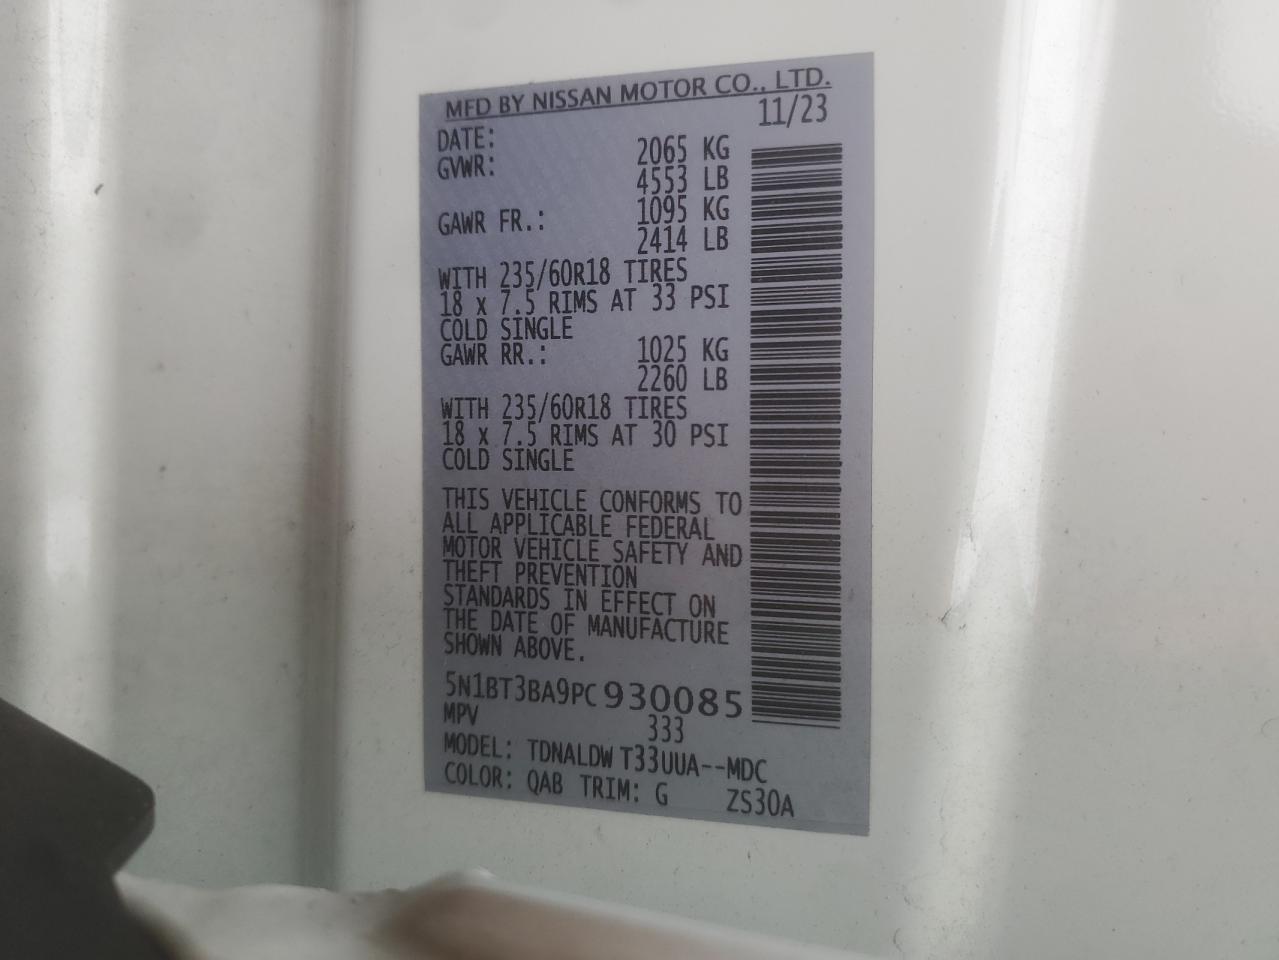 MFD BY NISSAN MOTOR CO., LTD.
DATE: 11/23
GVWR: 2065 KG
4553 LB
GAWR FR.: 1095 KG
2414 LB
WITH 235/60R18 TIRES
18 x 7.5 RIMS AT 33 PSI
COLD SINGLE
GAWR RR.: 1025 KG
2260 LB
WITH 235/60R18 TIRES
18 x 7.5 RIMS AT 30 PSI
COLD SINGLE
THIS VEHICLE CONFORMS TO
ALL APPLICABLE FEDERAL
MOTOR VEHICLE SAFETY AND
THEFT PREVENTION
STANDARDS IN EFFECT ON
THE DATE OF MANUFACTURE
SHOWN ABOVE.
5N1BT3BA9PC930085
MPV 333
MODEL: TDNALDW T33UUA--MDC
COLOR: QAB TRIM: G ZS30A